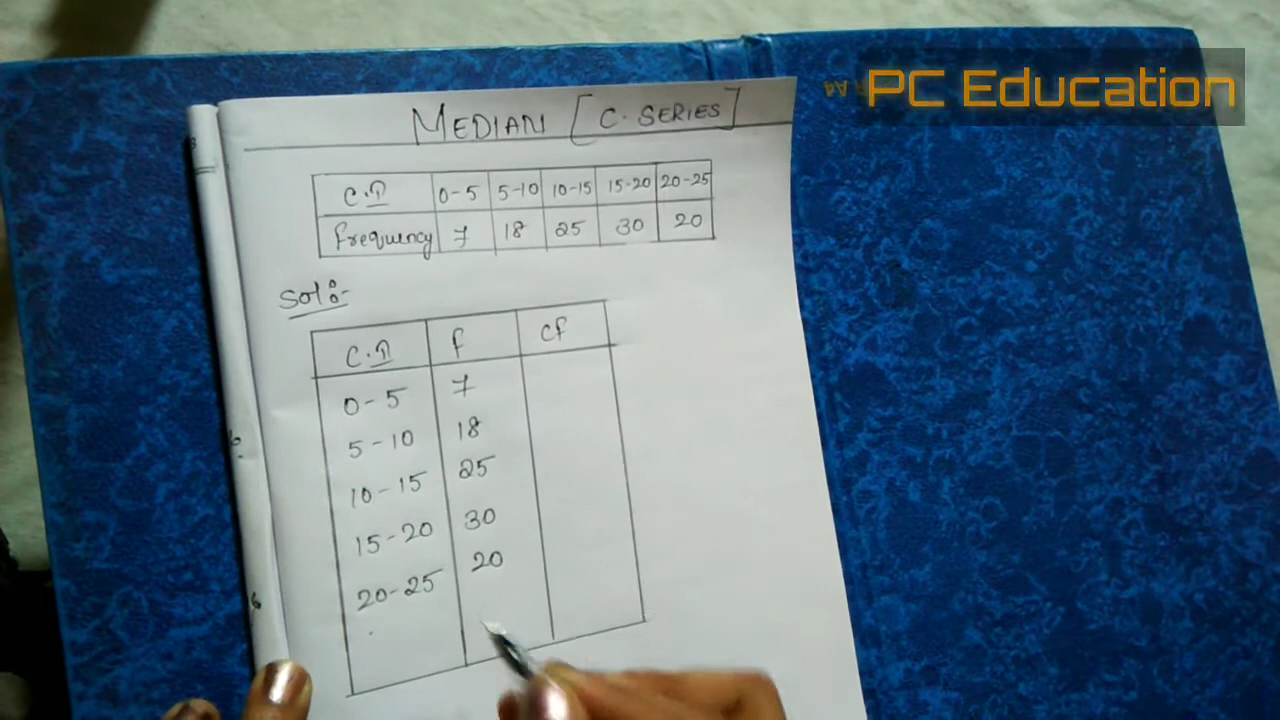 PC Education
MEDIAN [C. SERIES]
C.I 0-5 5-10 10-15 15-20 20-25
frequency 7 18 25 30 20
Sol:-
C.I f cf
0-5 7
5-10 18
10-15 25
15-20 30
20-25 20